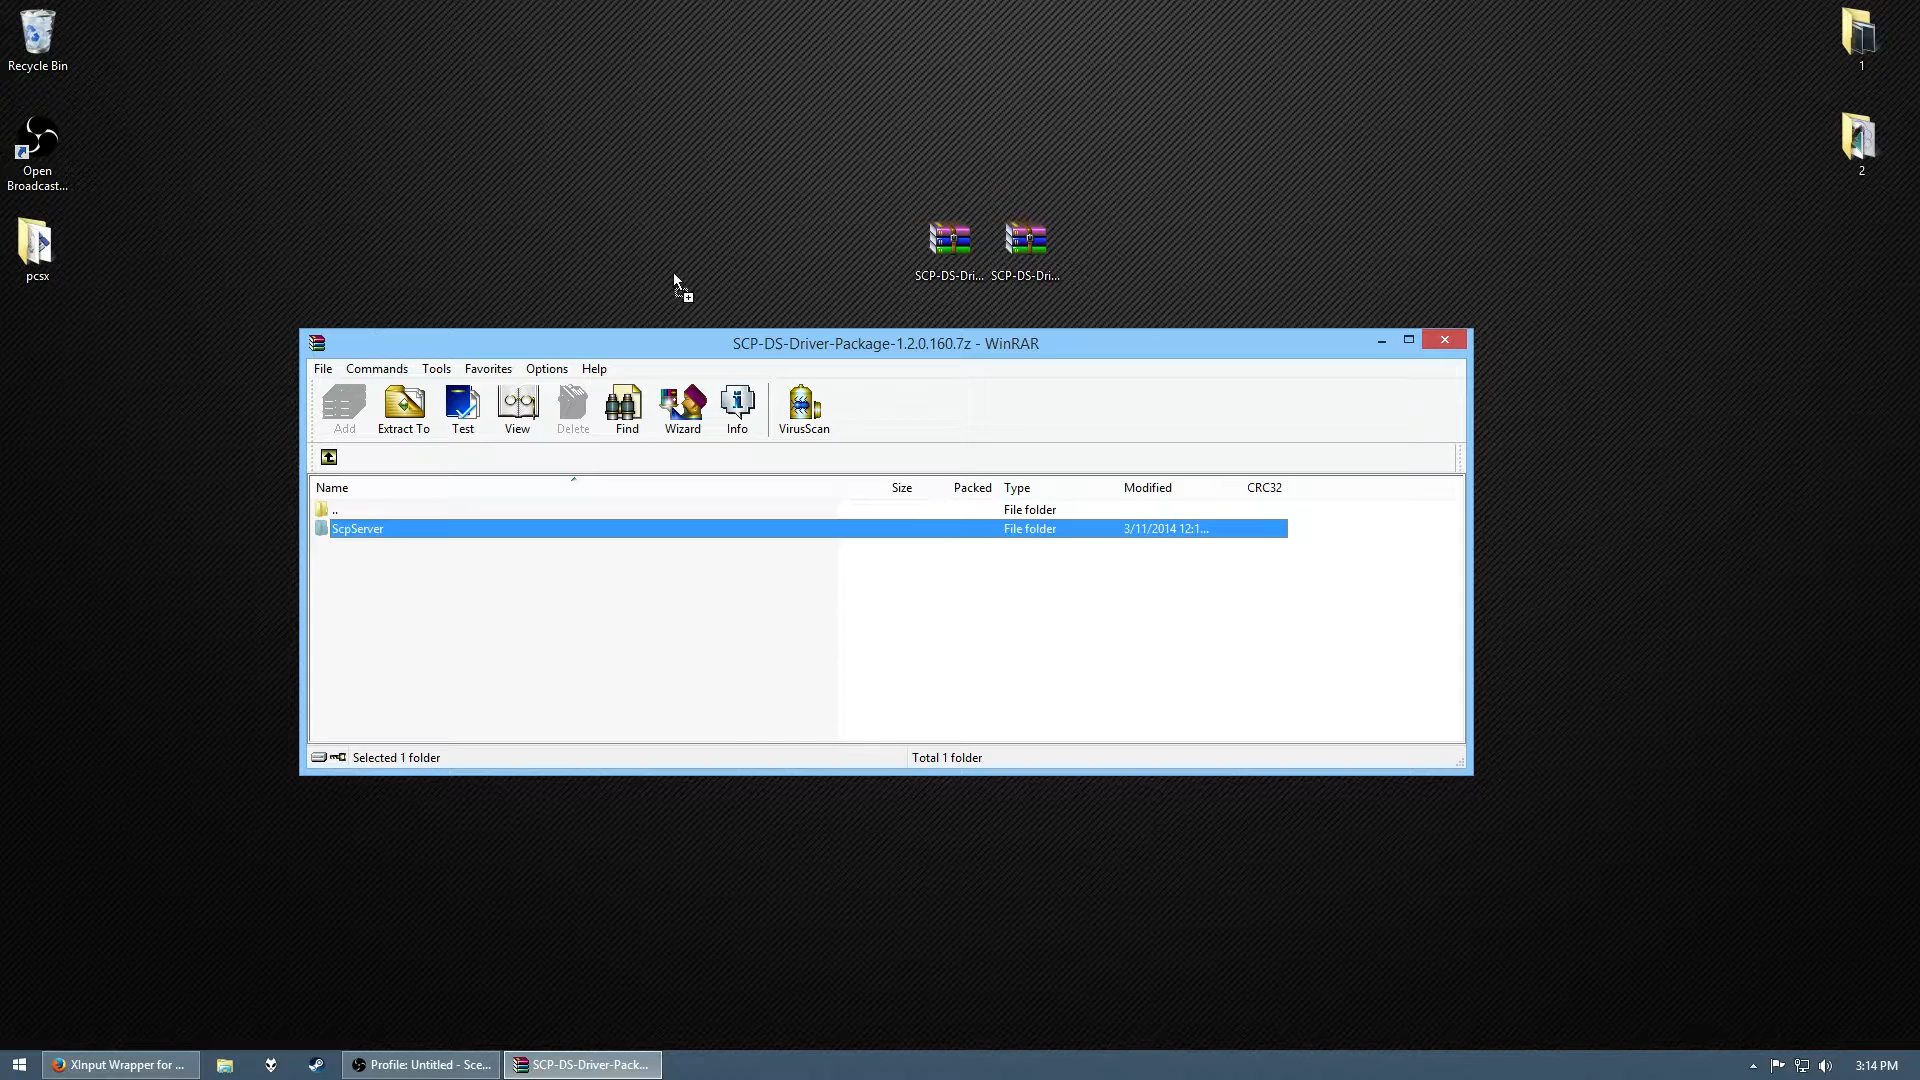 Recycle Bin
1
Open
Broadcast...
2
pcsx
SCP-DS-Dri...
SCP-DS-Dri...
SCP-DS-Driver-Package-1.2.0.160.7z - WinRAR
File Commands Tools Favorites Options Help
Add Extract To Test View Delete Find Wizard Info VirusScan
Name Size Packed Type Modified CRC32
.. File folder
ScpServer File folder 3/11/2014 12:1...
Selected 1 folder Total 1 folder
XInput Wrapper for ... Profile: Untitled - Sce... SCP-DS-Driver-Pack... 3:14 PM